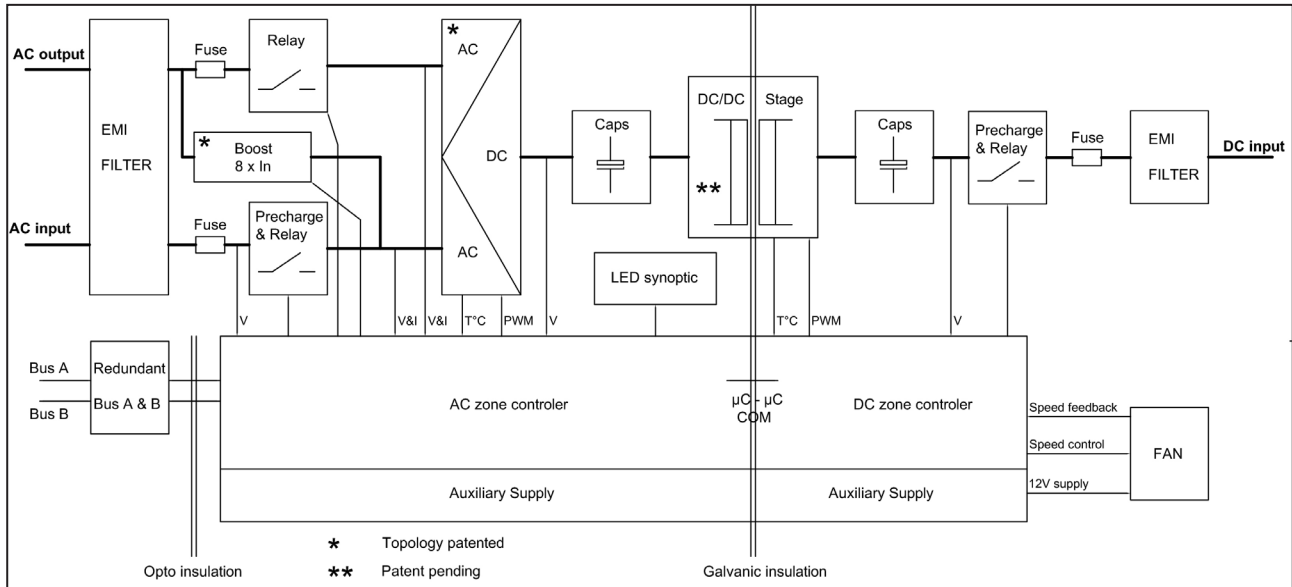 AC output
EMI
FILTER
AC input
Fuse
Relay
*
Boost
8 x In
Fuse
Precharge
& Relay
*
AC
DC
AC
Caps
DC/DC
Stage
**
Caps
Precharge
& Relay
Fuse
EMI
FILTER
DC input
LED synoptic
V
V&I
V&I
T°C
PWM
V
T°C
PWM
V
Bus A
Bus B
Redundant
Bus A & B
AC zone controler
µC - µC
COM
DC zone controler
Speed feedback
Speed control
12V supply
FAN
Auxiliary Supply
Auxiliary Supply
* Topology patented
** Patent pending
Opto insulation
Galvanic insulation